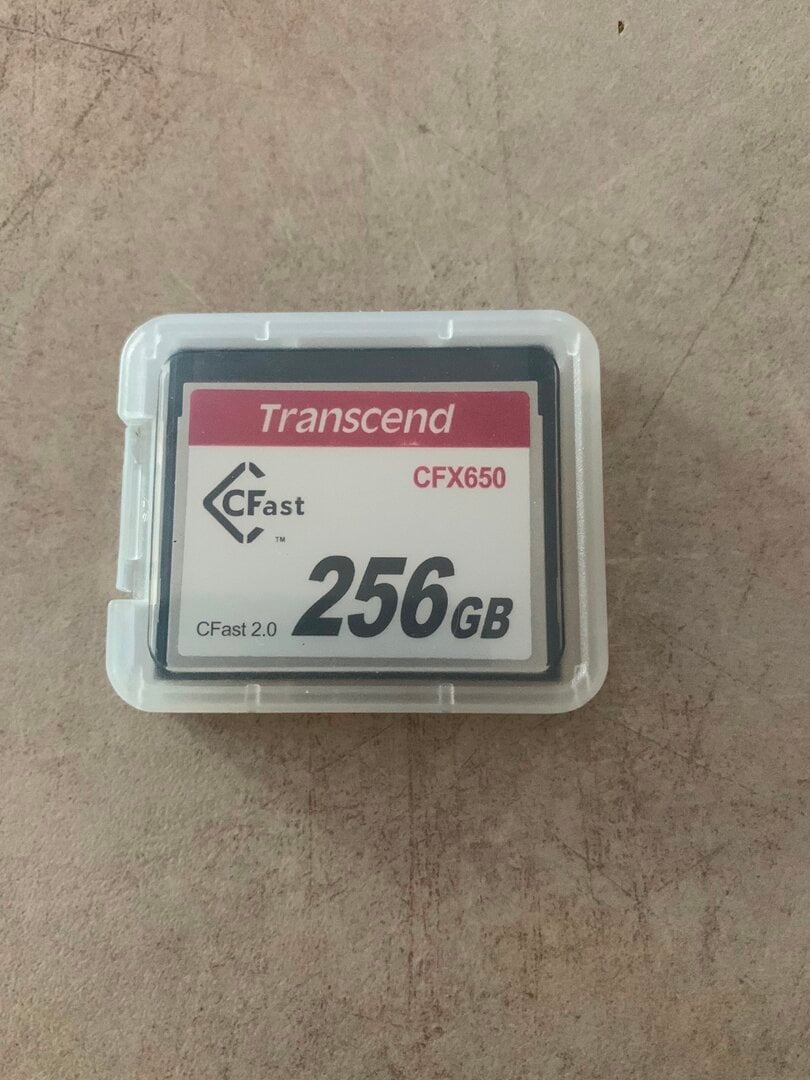 Transcend
CFX650
CFast
TM
256GB
CFast 2.0